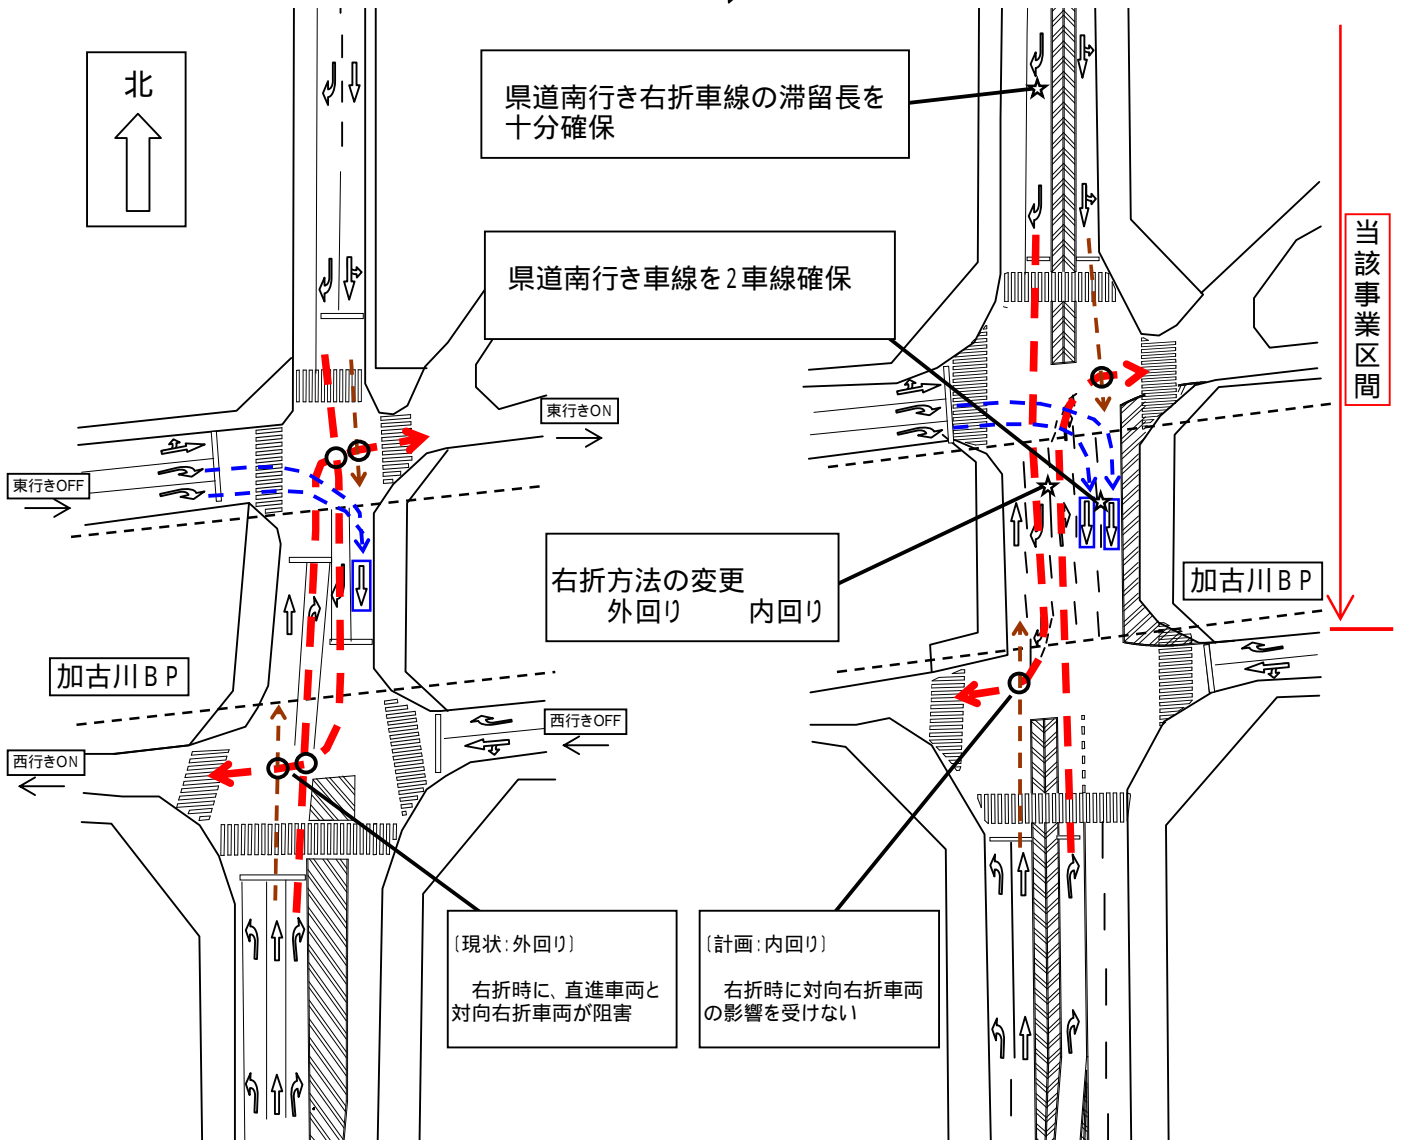 北
県道南行き右折車線の滞留長を
十分確保
県道南行き車線を2車線確保
当該事業区間
東行きON
東行きOFF
右折方法の変更
外回り 内回り
加古川BP
加古川BP
西行きOFF
西行きON
[現状:外回り]
右折時に、直進車両と
対向右折車両が阻害
[計画:内回り]
右折時に対向右折車両
の影響を受けない